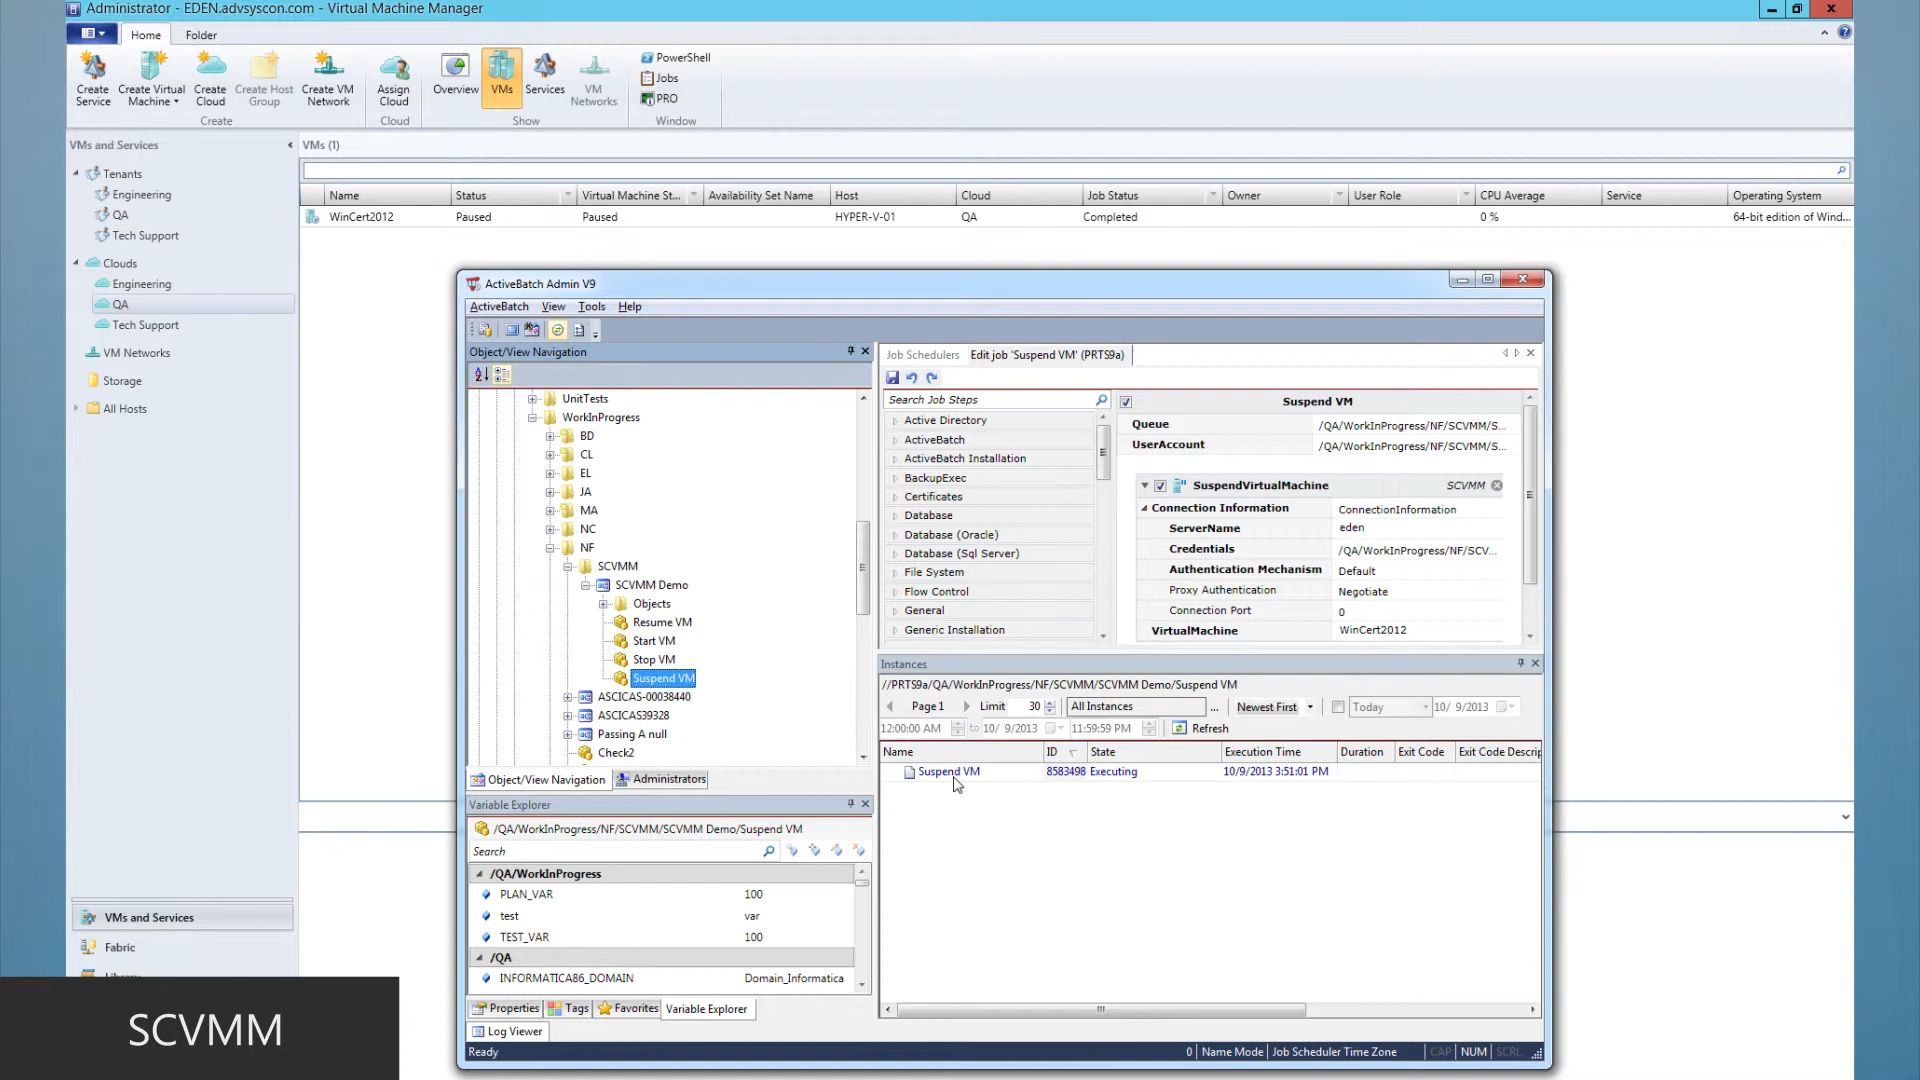 Administrator - EDEN.advsyscon.com - Virtual Machine Manager
Home Folder
Create Service
Create Virtual Machine
Create Cloud
Create Host Group
Create VM Network
Assign Cloud
Overview
VMs
Services
VM Networks
PowerShell
Jobs
PRO
Create Cloud Show Window
VMs and Services
VMs (1)
Tenants
Engineering
QA
Tech Support
Clouds
Engineering
QA
Tech Support
VM Networks
Storage
All Hosts
Name Status Virtual Machine St... Availability Set Name Host Cloud Job Status Owner User Role CPU Average Service Operating System
WinCert2012 Paused Paused HYPER-V-01 QA Completed 0 % 64-bit edition of Wind...
VMs and Services
Fabric
ActiveBatch Admin V9
ActiveBatch View Tools Help
Object/View Navigation
UnitTests
WorkInProgress
BD
CL
EL
JA
MA
NC
NF
SCVMM
SCVMM Demo
Objects
Resume VM
Start VM
Stop VM
Suspend VM
ASCICAS-00038440
ASCICAS39328
Passing A null
Check2
Object/View Navigation Administrators
Variable Explorer
/QA/WorkInProgress/NF/SCVMM/SCVMM Demo/Suspend VM
Search
/QA/WorkInProgress
PLAN_VAR 100
test var
TEST_VAR 100
/QA
INFORMATICA86_DOMAIN Domain_Informatica
Properties Tags Favorites Variable Explorer
Log Viewer
Job Schedulers Edit job 'Suspend VM' (PRTS9a)
Search Job Steps
Active Directory
ActiveBatch
ActiveBatch Installation
BackupExec
Certificates
Database
Database (Oracle)
Database (Sql Server)
File System
Flow Control
General
Generic Installation
Suspend VM
Queue /QA/WorkInProgress/NF/SCVMM/S...
UserAccount /QA/WorkInProgress/NF/SCVMM/S...
SuspendVirtualMachine SCVMM
Connection Information ConnectionInformation
ServerName eden
Credentials /QA/WorkInProgress/NF/SCV...
Authentication Mechanism Default
Proxy Authentication Negotiate
Connection Port 0
VirtualMachine WinCert2012
Instances
//PRTS9a/QA/WorkInProgress/NF/SCVMM/SCVMM Demo/Suspend VM
Page1 Limit 30 All Instances ... Newest First Today 10/ 9/2013
12:00:00 AM to 10/ 9/2013 11:59:59 PM Refresh
Name ID State Execution Time Duration Exit Code Exit Code Descrip
Suspend VM 8583498 Executing 10/9/2013 3:51:01 PM
Ready 0 Name Mode Job Scheduler Time Zone CAP NUM SCRL
SCVMM